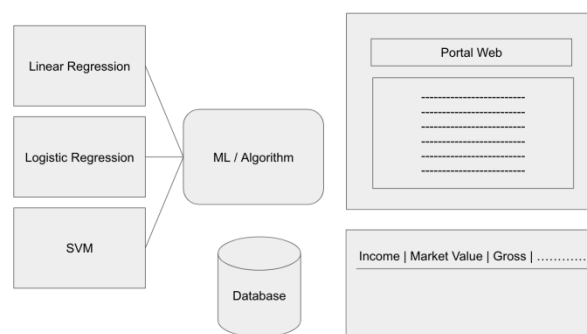 Linear Regression
Logistic Regression
SVM
ML / Algorithm
Database
Portal Web
--------------------------
--------------------------
--------------------------
--------------------------
--------------------------
--------------------------
Income | Market Value | Gross | ………….